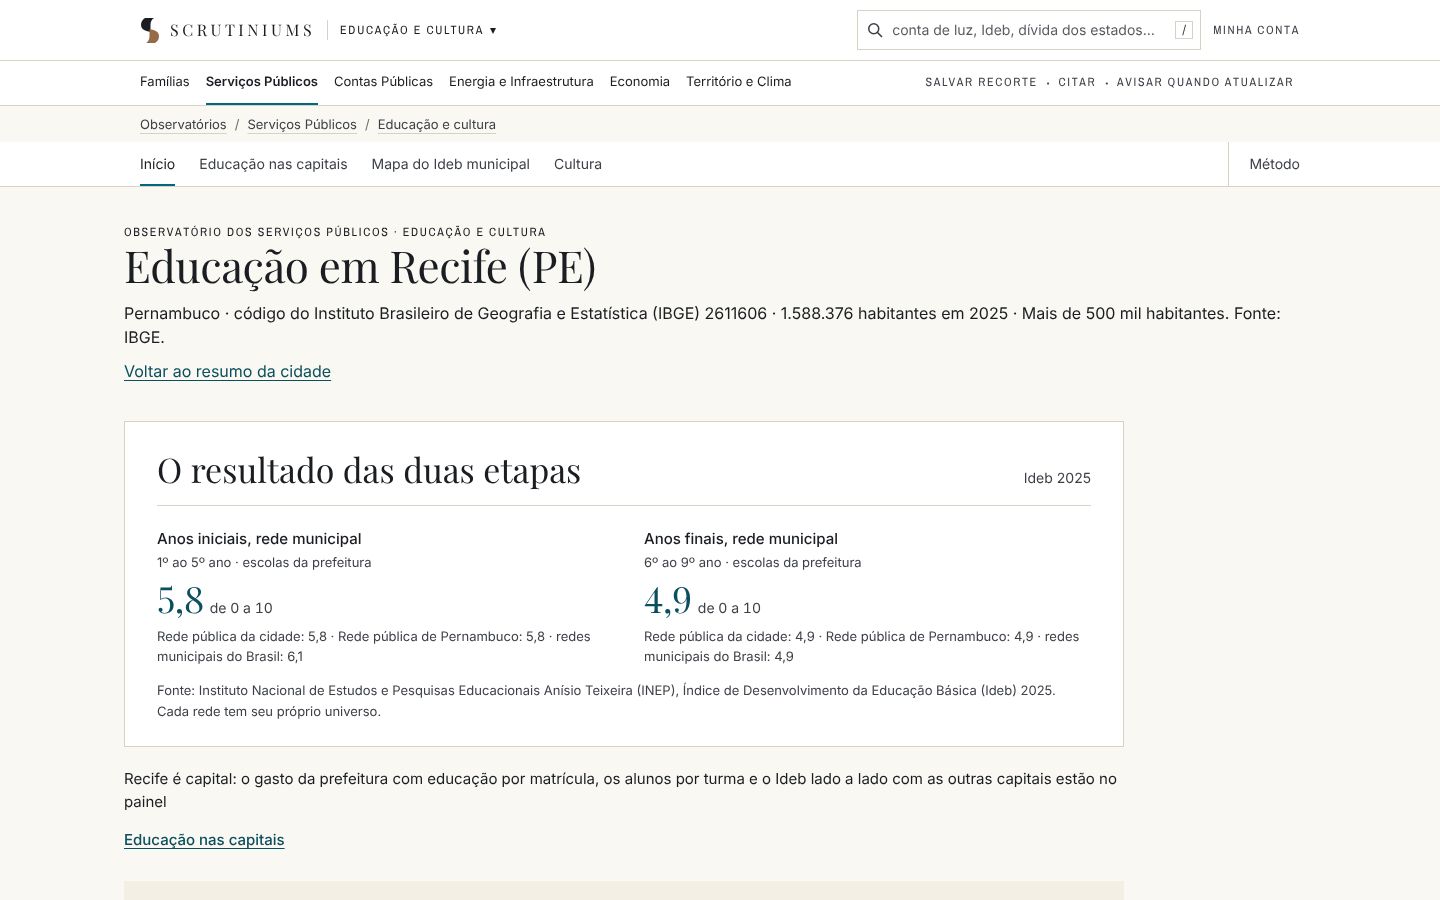 SCRUTINIUMS
EDUCAÇÃO E CULTURA ▾
conta de luz, Ideb, dívida dos estados...
/
MINHA CONTA
Famílias
Serviços Públicos
Contas Públicas
Energia e Infraestrutura
Economia
Território e Clima
SALVAR RECORTE · CITAR · AVISAR QUANDO ATUALIZAR
Observatórios / Serviços Públicos / Educação e cultura
Início
Educação nas capitais
Mapa do Ideb municipal
Cultura
Método
OBSERVATÓRIO DOS SERVIÇOS PÚBLICOS · EDUCAÇÃO E CULTURA
Educação em Recife (PE)
Pernambuco · código do Instituto Brasileiro de Geografia e Estatística (IBGE) 2611606 · 1.588.376 habitantes em 2025 · Mais de 500 mil habitantes. Fonte:
IBGE.
Voltar ao resumo da cidade
O resultado das duas etapas
Ideb 2025
Anos iniciais, rede municipal
1º ao 5º ano · escolas da prefeitura
5,8 de 0 a 10
Rede pública da cidade: 5,8 · Rede pública de Pernambuco: 5,8 · redes
municipais do Brasil: 6,1
Anos finais, rede municipal
6º ao 9º ano · escolas da prefeitura
4,9 de 0 a 10
Rede pública da cidade: 4,9 · Rede pública de Pernambuco: 4,9 · redes
municipais do Brasil: 4,9
Fonte: Instituto Nacional de Estudos e Pesquisas Educacionais Anísio Teixeira (INEP), Índice de Desenvolvimento da Educação Básica (Ideb) 2025.
Cada rede tem seu próprio universo.
Recife é capital: o gasto da prefeitura com educação por matrícula, os alunos por turma e o Ideb lado a lado com as outras capitais estão no
painel
Educação nas capitais